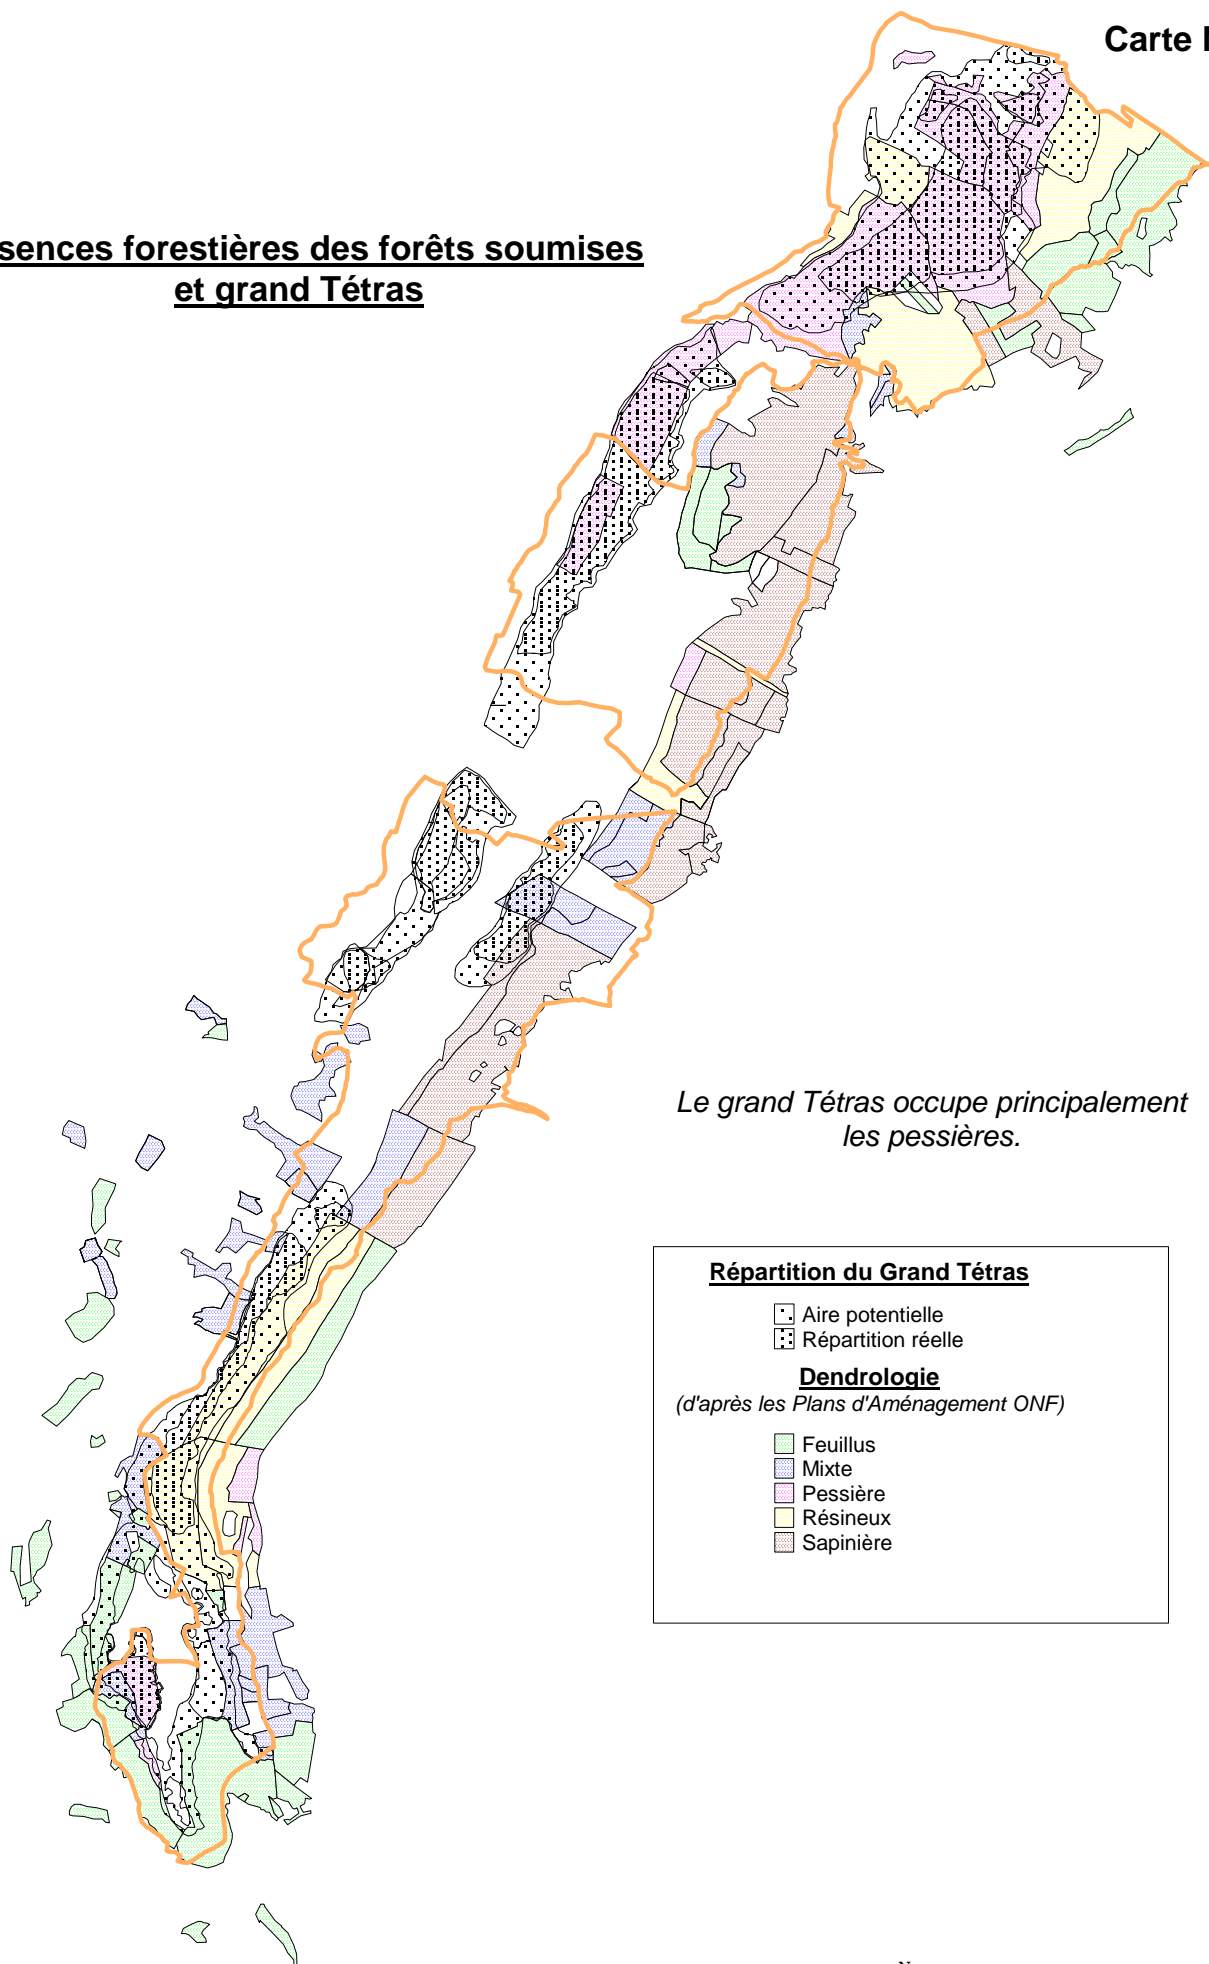 Carte
sences forestières des forêts soumises
et grand Tétras
Le grand Tétras occupe principalement
les pessières.
Répartition du Grand Tétras
Aire potentielle
Répartition réelle
Dendrologie
(d'après les Plans d'Aménagement ONF)
Feuillus
Mixte
Pessière
Résineux
Sapinière
N